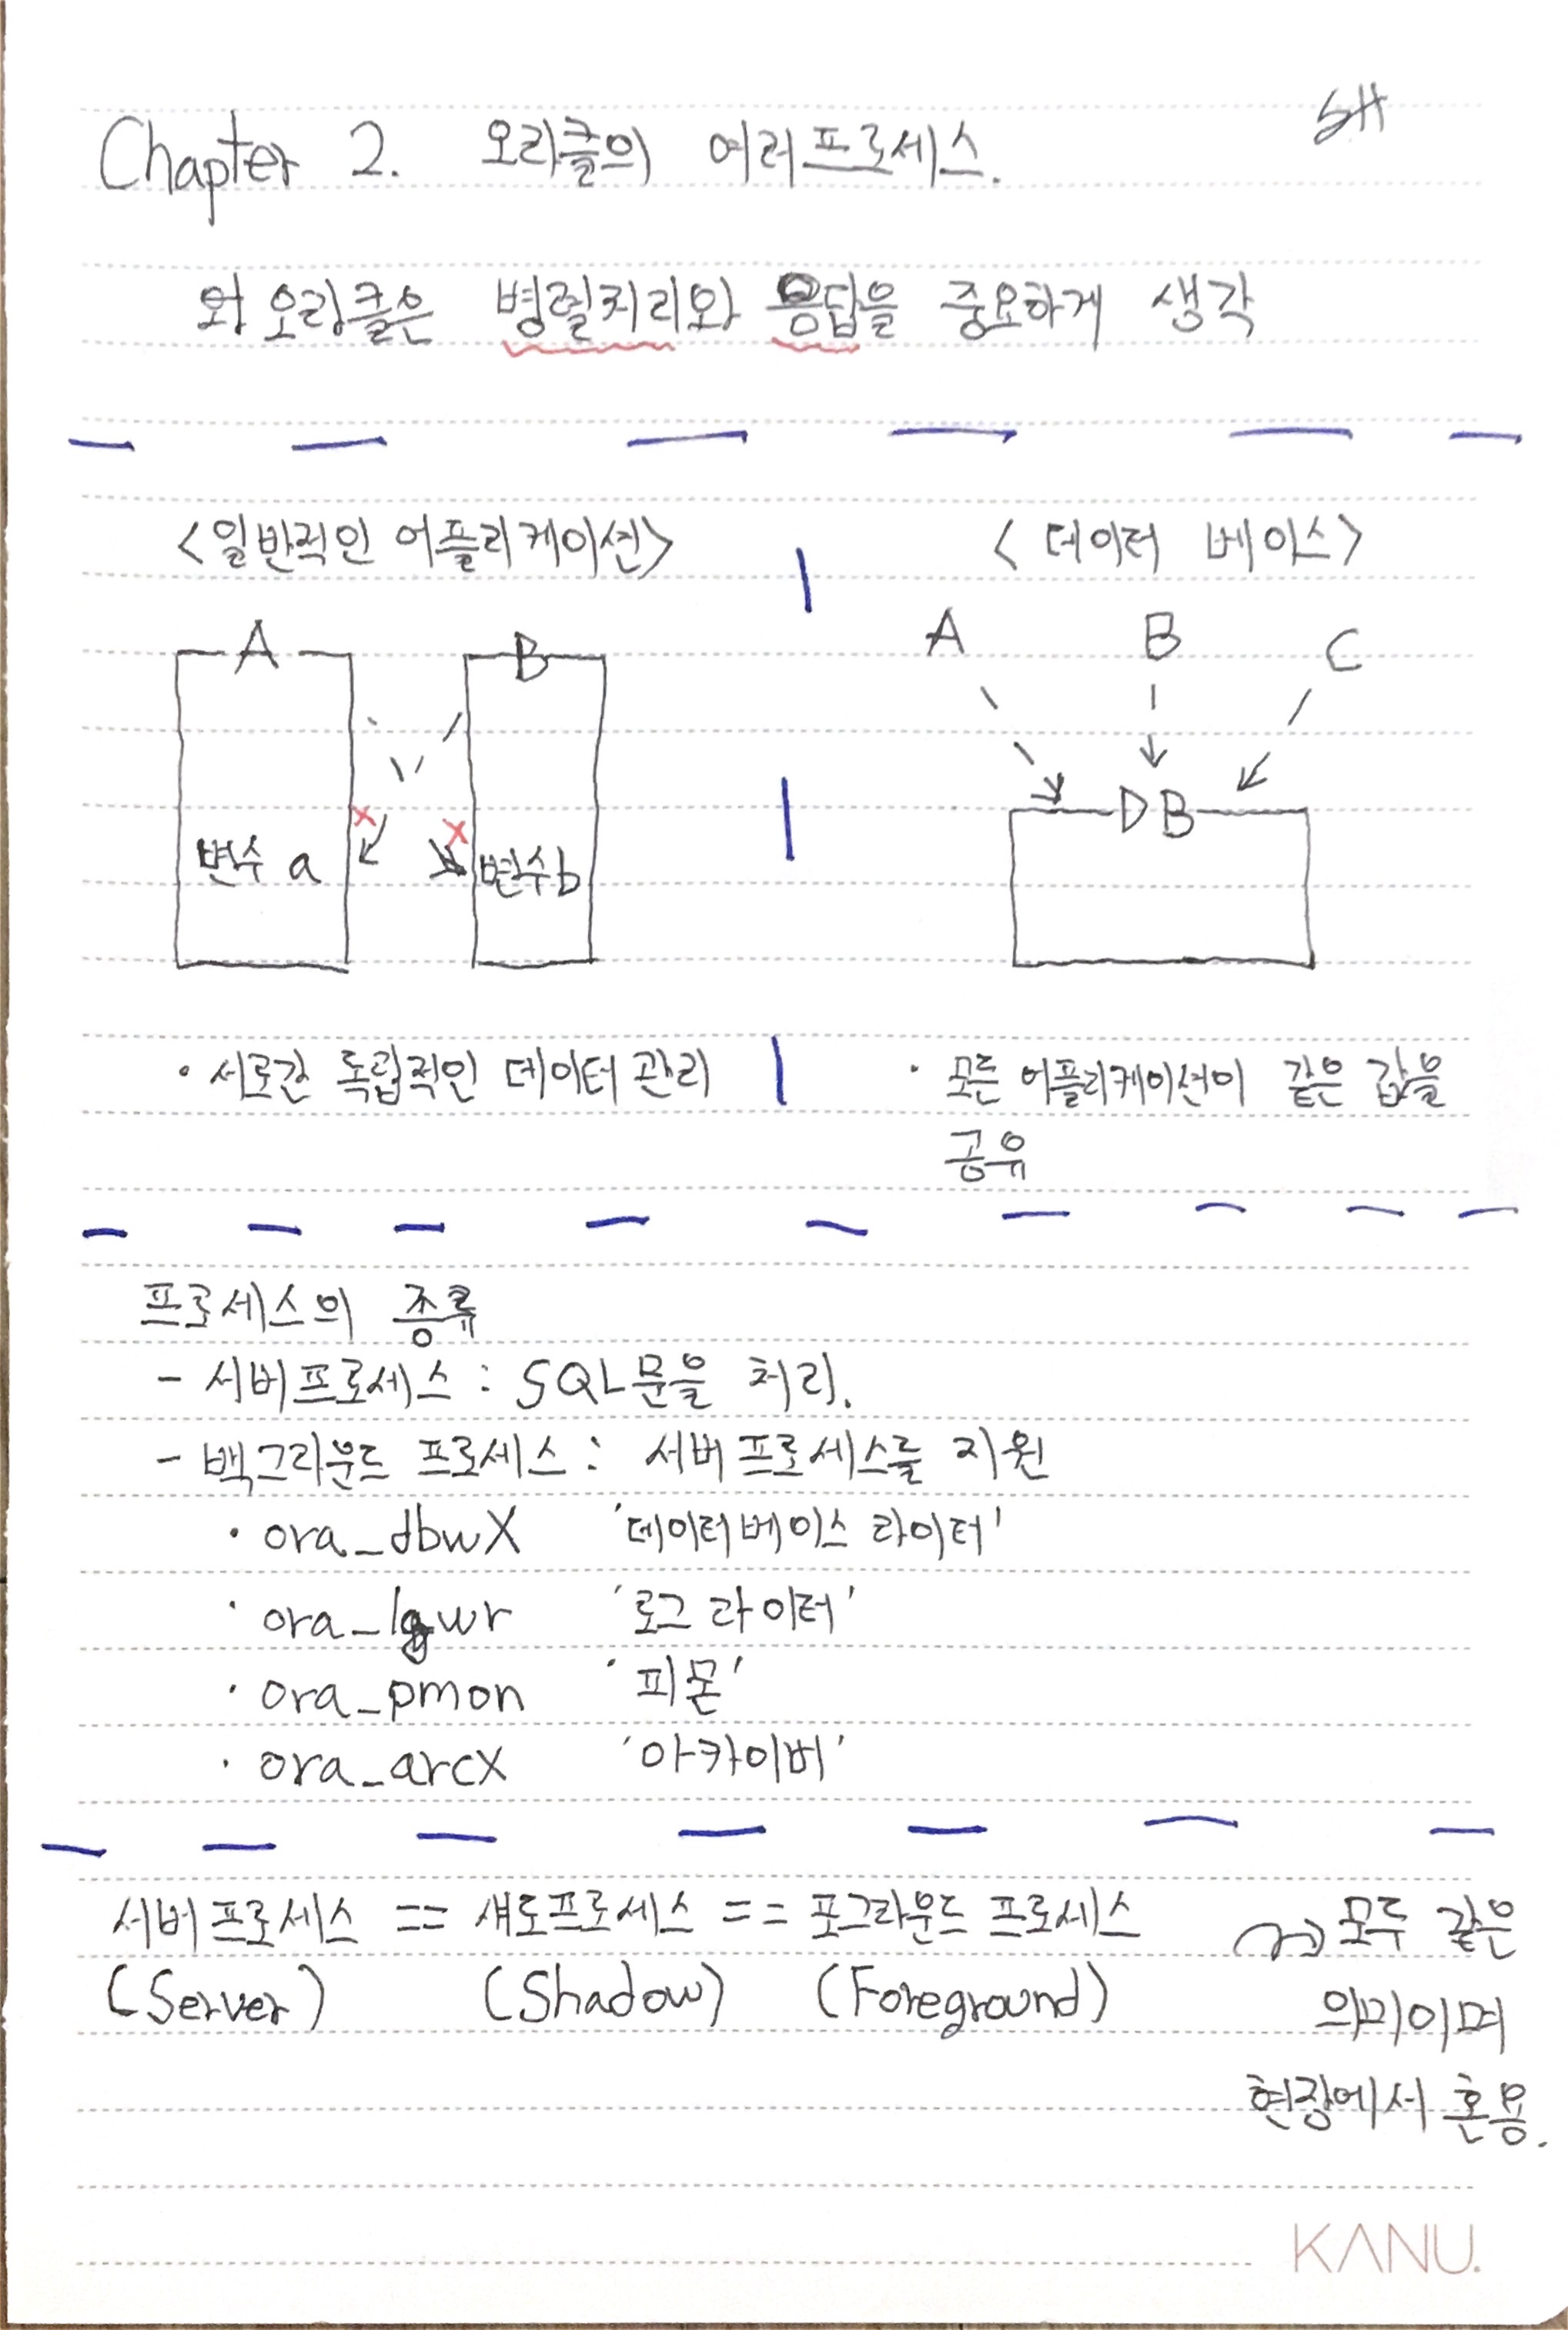 SH
Chapter 2. 오라클의 여러프로세스.
와 오라클은 병렬처리와 응답을 중요하게 생각
<일반적인 어플리케이션>
A B
변수 a 변수 b
· 서로간 독립적인 데이터 관리
< 데이터 베이스>
A B C
DB
· 모든 어플리케이션이 같은 값을
공유
프로세스의 종류
- 서버프로세스 : SQL문을 처리.
- 백그라운드 프로세스 : 서버프로세스를 지원
· ora_dbwX '데이터베이스 라이터'
· ora_lgwr '로그 라이터'
· ora_pmon '피몬'
· ora_arcX '아카이버'
서버프로세스 == 섀도프로세스 == 포그라운드 프로세스
(Server) (Shadow) (Foreground)
모두 같은
의미이며
현장에서 혼용.
KANU.